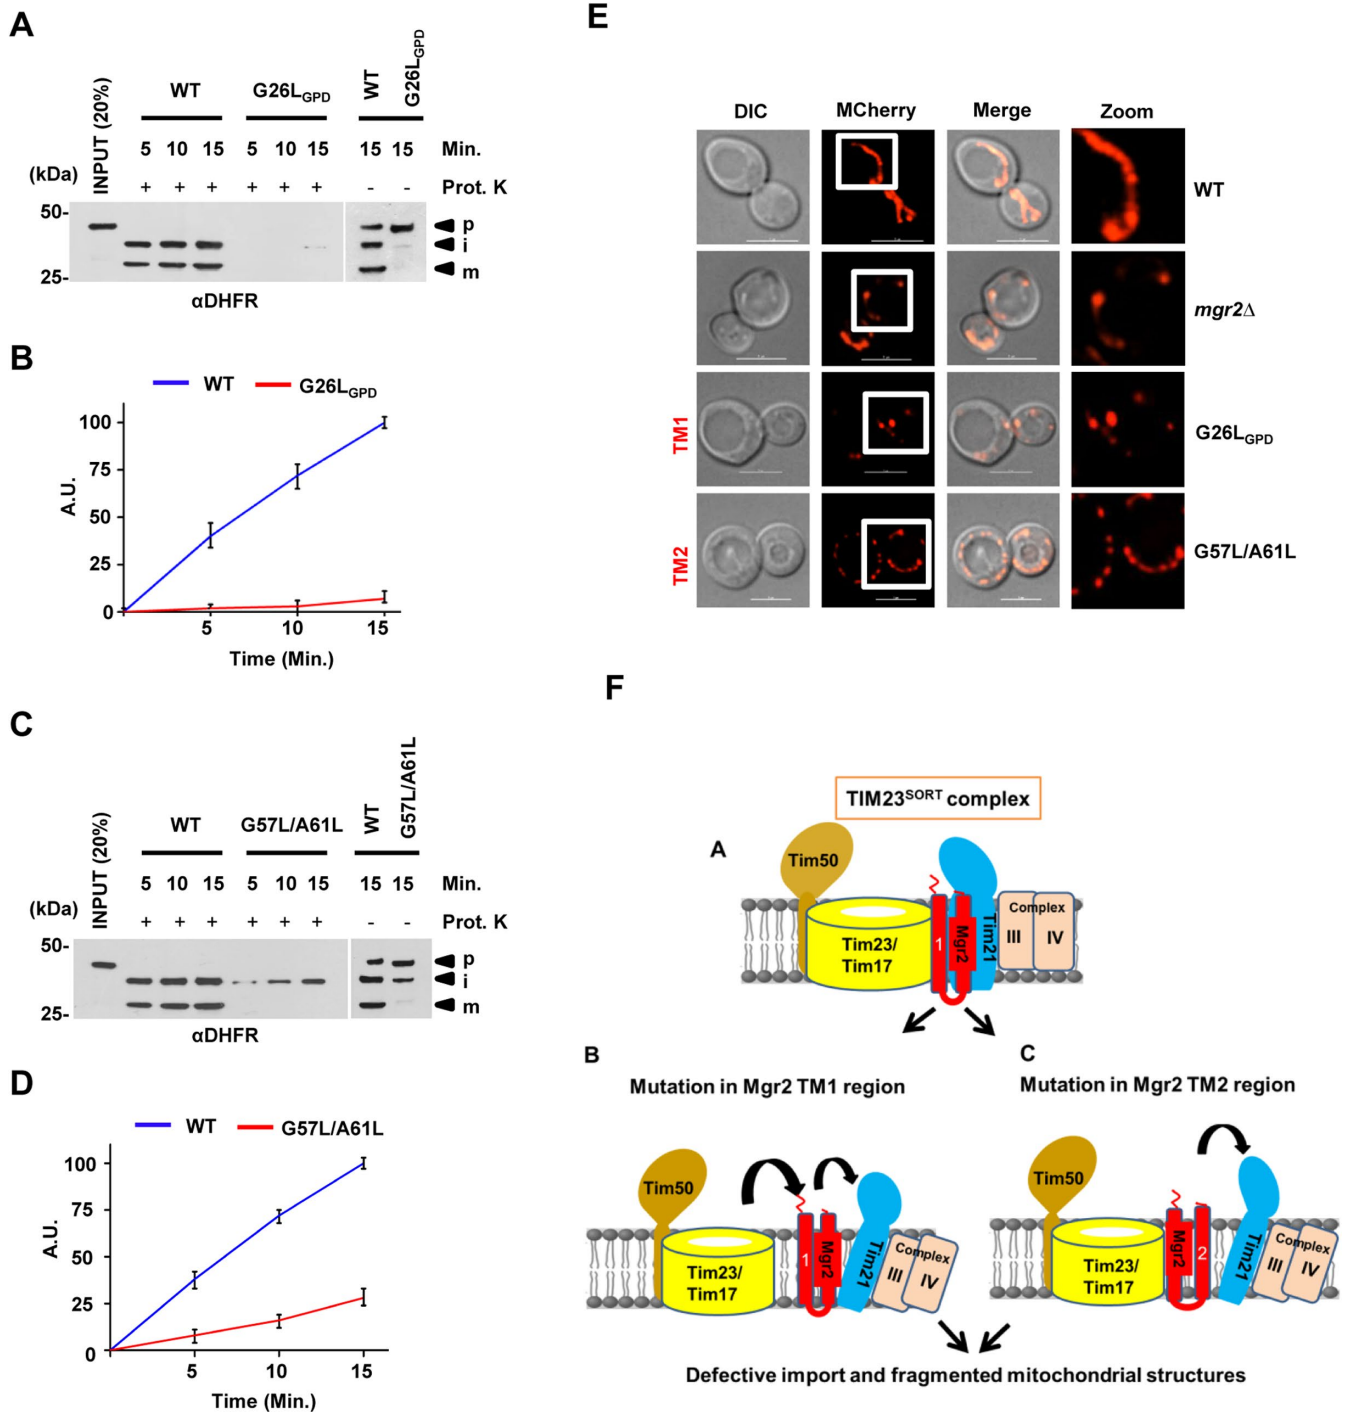 A
INPUT (20%)
WT
G26LGPD
WT
G26LGPD
5 10 15 5 10 15 15 15 Min.
(kDa)
+ + + + + + - - Prot. K
50-
p
i
25-
m
αDHFR
B
WT
G26LGPD
100
75
50
25
0
A.U.
5 10 15
Time (Min.)
C
INPUT (20%)
WT
G57L/A61L
WT
G57L/A61L
5 10 15 5 10 15 15 15 Min.
(kDa)
+ + + + + + - - Prot. K
50-
p
i
25-
m
αDHFR
D
WT
G57L/A61L
100
75
50
25
0
A.U.
5 10 15
Time (Min.)
E
DIC MCherry Merge Zoom
WT
mgr2Δ
TM1
G26LGPD
TM2
G57L/A61L
F
TIM23SORT complex
A
Tim50
Tim23/
Tim17
1
Mgr2
Tim21
Complex
III IV
B
Mutation in Mgr2 TM1 region
Tim50
Tim23/
Tim17
1
Mgr2
Tim21
Complex
III IV
C
Mutation in Mgr2 TM2 region
Tim50
Tim23/
Tim17
Mgr2
2
Tim21
Complex
III IV
Defective import and fragmented mitochondrial structures